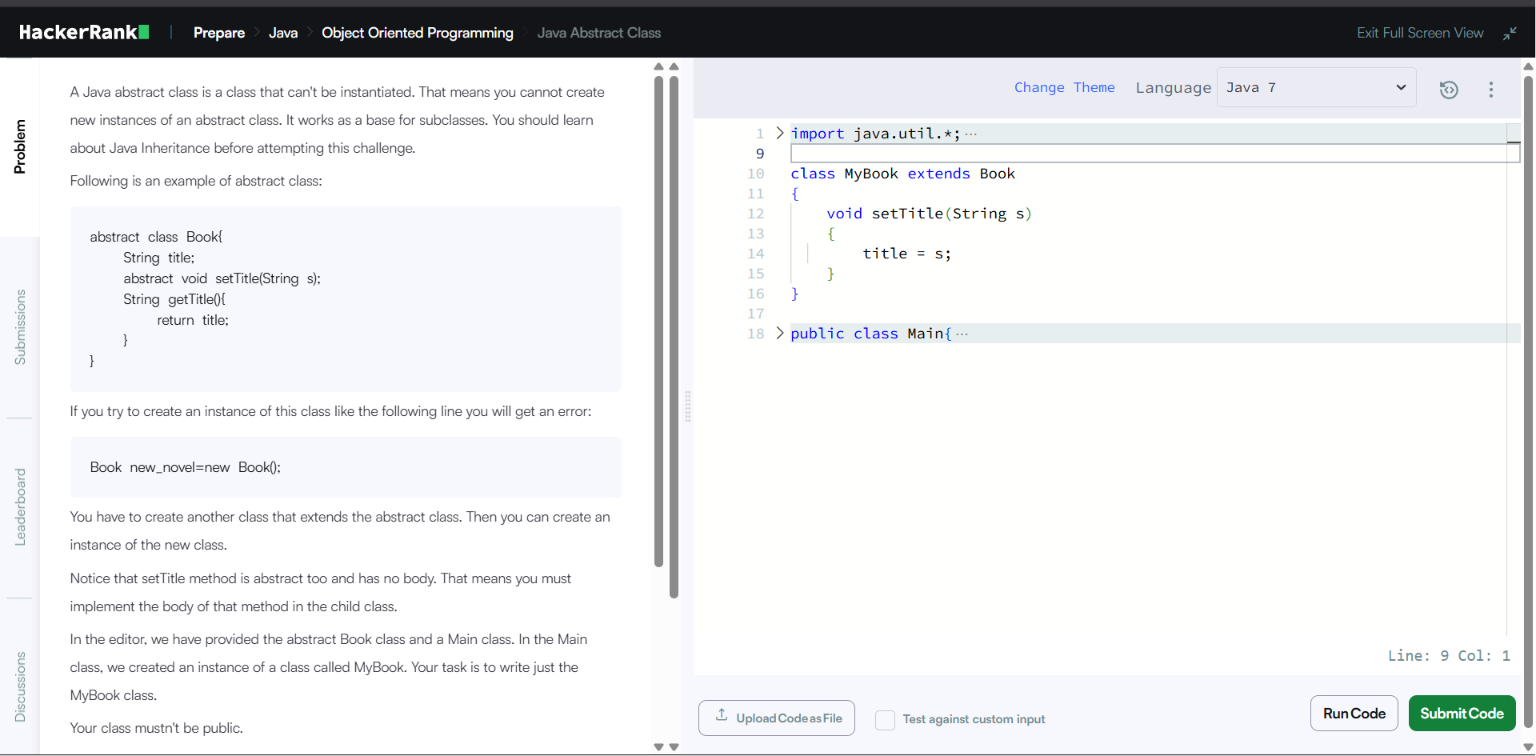 HackerRank | Prepare > Java > Object Oriented Programming > Java Abstract Class Exit Full Screen View
Problem
Submissions
Leaderboard
Discussions
A Java abstract class is a class that can't be instantiated. That means you cannot create
new instances of an abstract class. It works as a base for subclasses. You should learn
about Java Inheritance before attempting this challenge.
Following is an example of abstract class:
abstract class Book{
String title;
abstract void setTitle(String s);
String getTitle(){
return title;
}
}
If you try to create an instance of this class like the following line you will get an error:
Book new_novel=new Book();
You have to create another class that extends the abstract class. Then you can create an
instance of the new class.
Notice that setTitle method is abstract too and has no body. That means you must
implement the body of that method in the child class.
In the editor, we have provided the abstract Book class and a Main class. In the Main
class, we created an instance of a class called MyBook. Your task is to write just the
MyBook class.
Your class mustn't be public.
Change Theme Language Java 7
1 import java.util.*; ···
9
10 class MyBook extends Book
11 {
12 void setTitle(String s)
13 {
14 title = s;
15 }
16 }
17
18 public class Main{ ···
Line: 9 Col: 1
Upload Code as File Test against custom input Run Code Submit Code